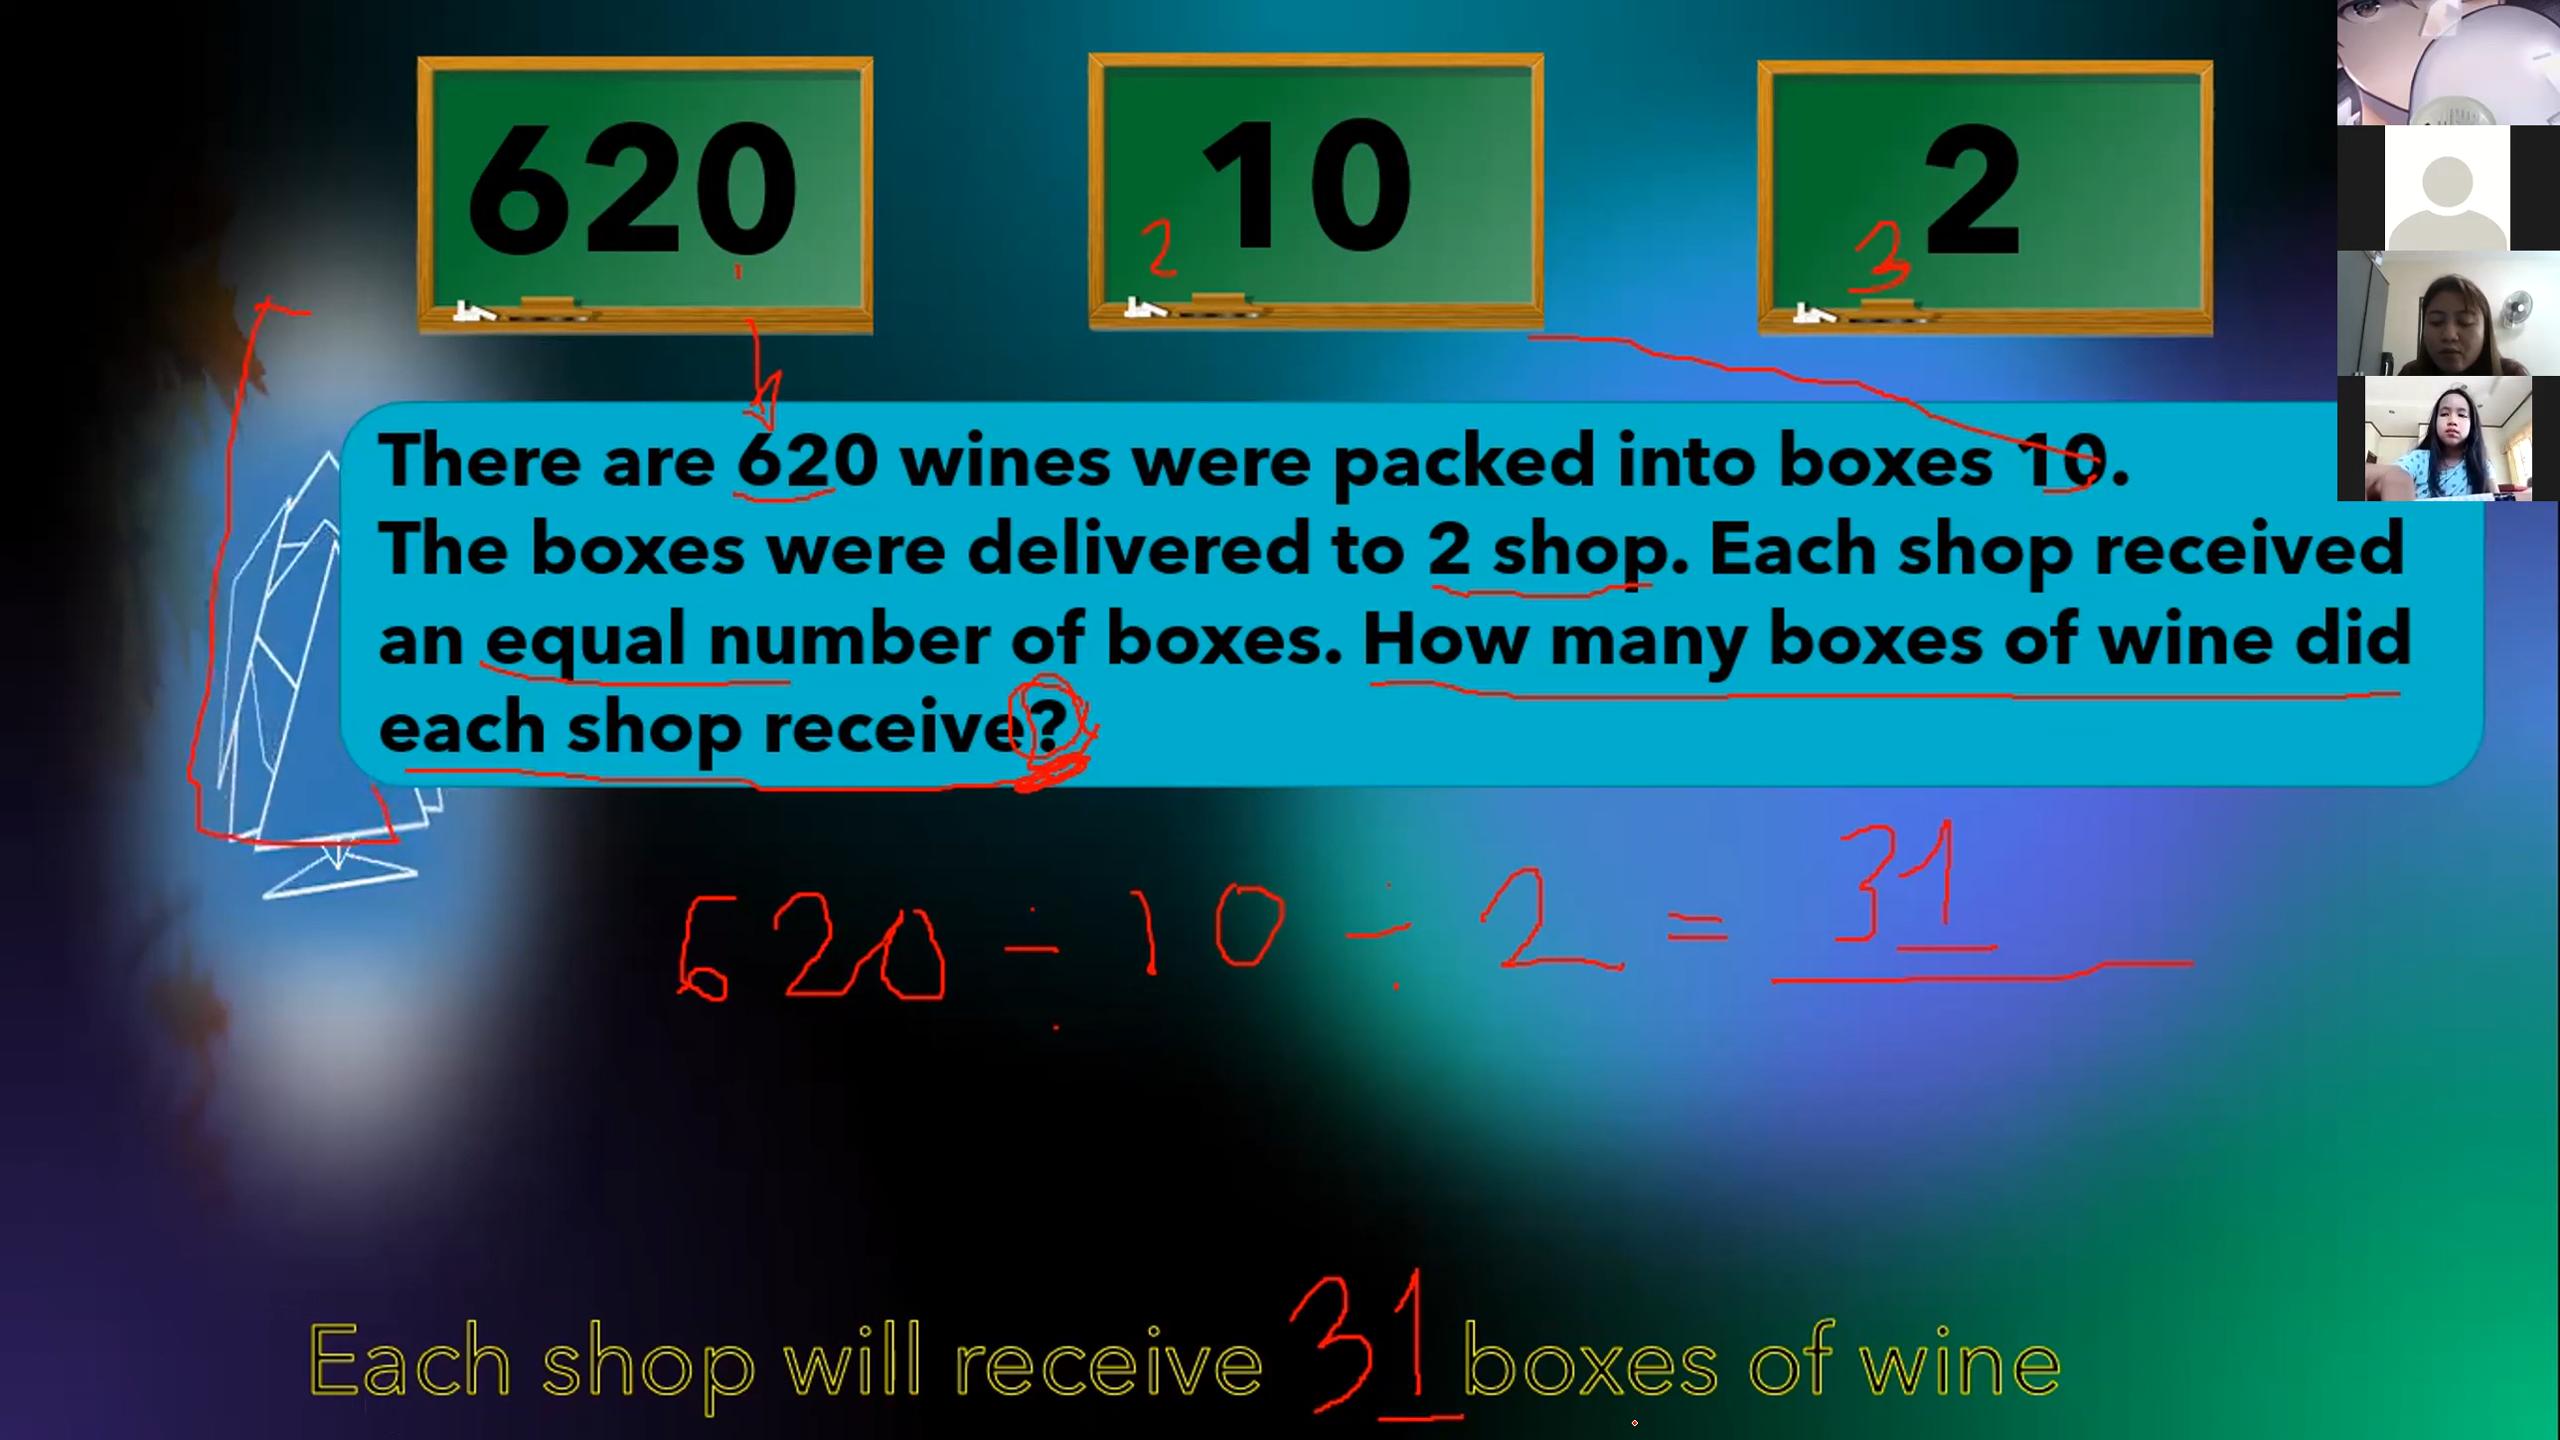 620
10
2
1
2
3
There are 620 wines were packed into boxes 10.
The boxes were delivered to 2 shop. Each shop received
an equal number of boxes. How many boxes of wine did
each shop receive?
620 ÷ 10 ÷ 2 = 31
Each shop will receive 31 boxes of wine